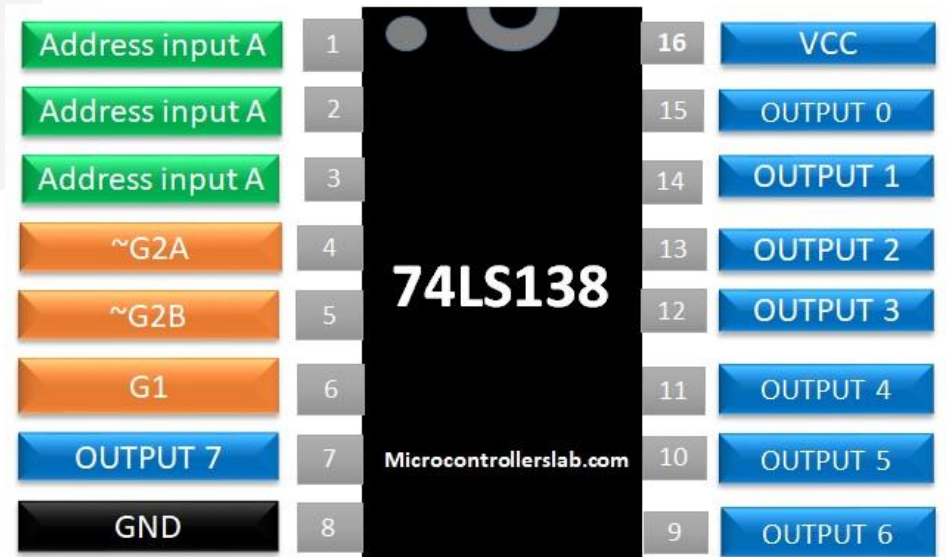 Address input A
1
16
VCC
Address input A
2
15
OUTPUT 0
Address input A
3
14
OUTPUT 1
~G2A
4
13
OUTPUT 2
74LS138
~G2B
5
12
OUTPUT 3
G1
6
11
OUTPUT 4
OUTPUT 7
7
Microcontrollerslab.com
10
OUTPUT 5
GND
8
9
OUTPUT 6